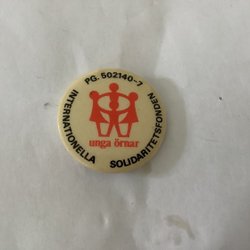 PG. 502140-7
INTERNATIONELLA SOLIDARITETSFONDEN
unga örnar